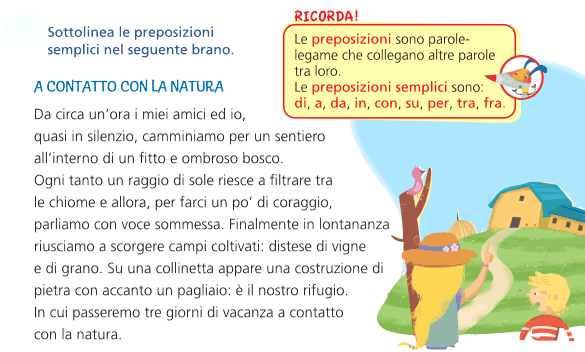 Sottolinea le preposizioni
semplici nel seguente brano.
RICORDA!
Le preposizioni sono parole-
legame che collegano altre parole
tra loro.
Le preposizioni semplici sono:
di, a, da, in, con, su, per, tra, fra.
A CONTATTO CON LA NATURA
Da circa un'ora i miei amici ed io,
quasi in silenzio, camminiamo per un sentiero
all'interno di un fitto e ombroso bosco.
Ogni tanto un raggio di sole riesce a filtrare tra
le chiome e allora, per farci un po' di coraggio,
parliamo con voce sommessa. Finalmente in lontananza
riusciamo a scorgere campi coltivati: distese di vigne
e di grano. Su una collinetta appare una costruzione di
pietra con accanto un pagliaio: è il nostro rifugio.
In cui passeremo tre giorni di vacanza a contatto
con la natura.